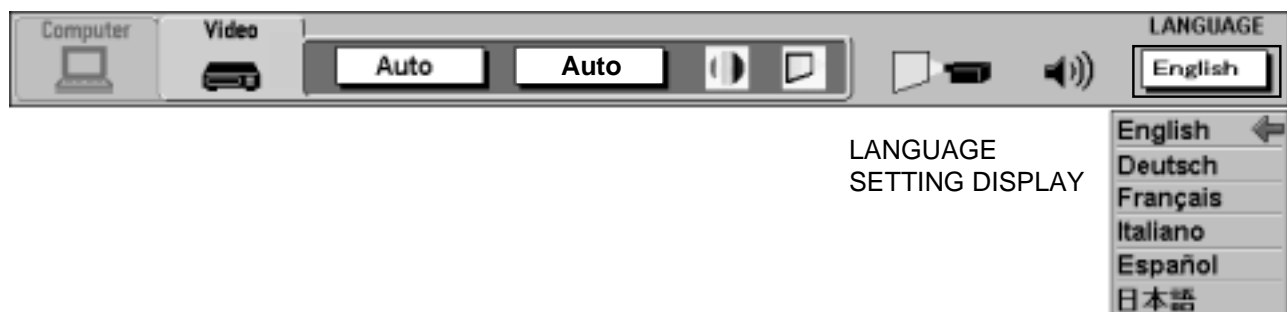 Computer Video LANGUAGE
Auto Auto English
LANGUAGE
SETTING DISPLAY
English
Deutsch
Français
Italiano
Español
日本語